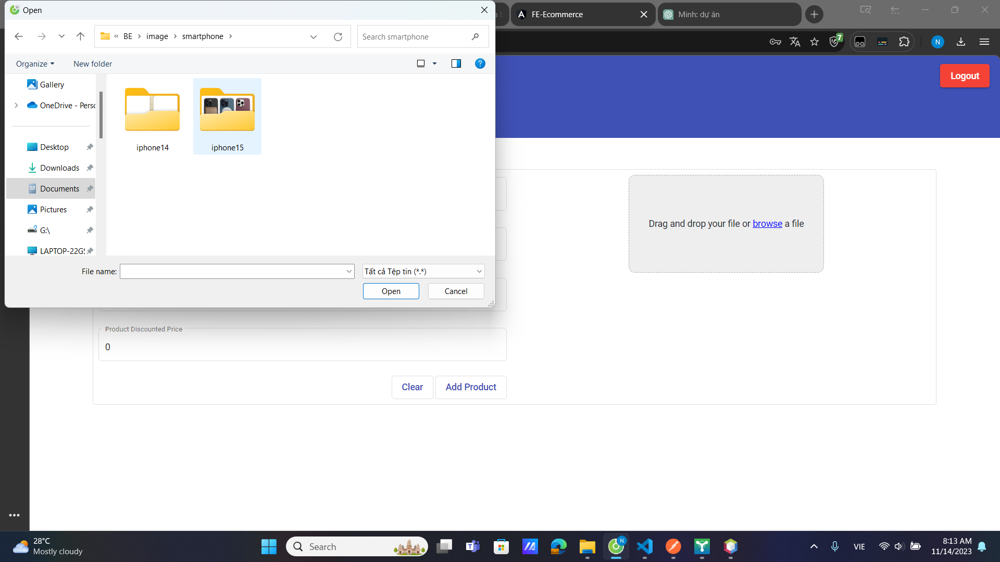 Open
FE-Ecommerce
Minh: dự án
« BE > image > smartphone >
Search smartphone
7
N
Organize
New folder
?
Logout
Gallery
OneDrive - Perso
Desktop
Downloads
Documents
Pictures
G:\
LAPTOP-22GS
iphone14
iphone15
File name:
Tất cả Tệp tin (*.*)
Open
Cancel
Drag and drop your file or browse a file
Product Discounted Price
0
Clear
Add Product
28°C
Mostly cloudy
Search
N
VIE
8:13 AM
11/14/2023